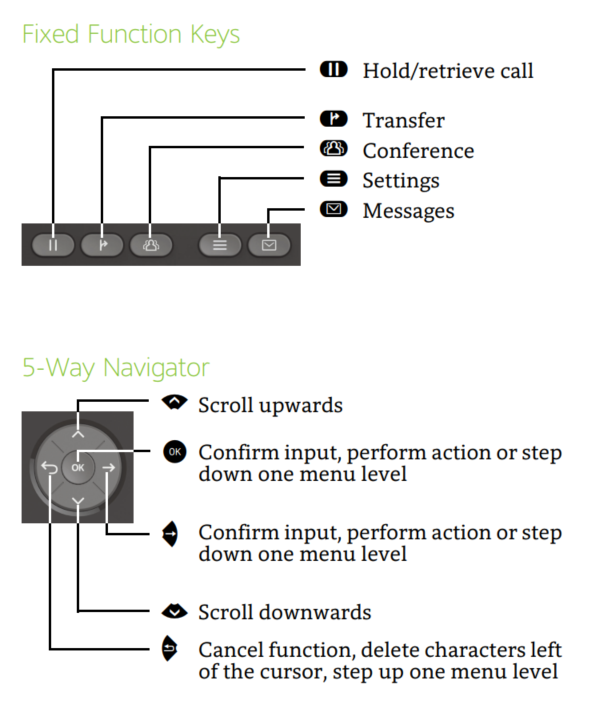 Fixed Function Keys
Hold/retrieve call
Transfer
Conference
Settings
Messages
5-Way Navigator
Scroll upwards
OK
OK
Confirm input, perform action or step
down one menu level
Confirm input, perform action or step
down one menu level
Scroll downwards
Cancel function, delete characters left
of the cursor, step up one menu level